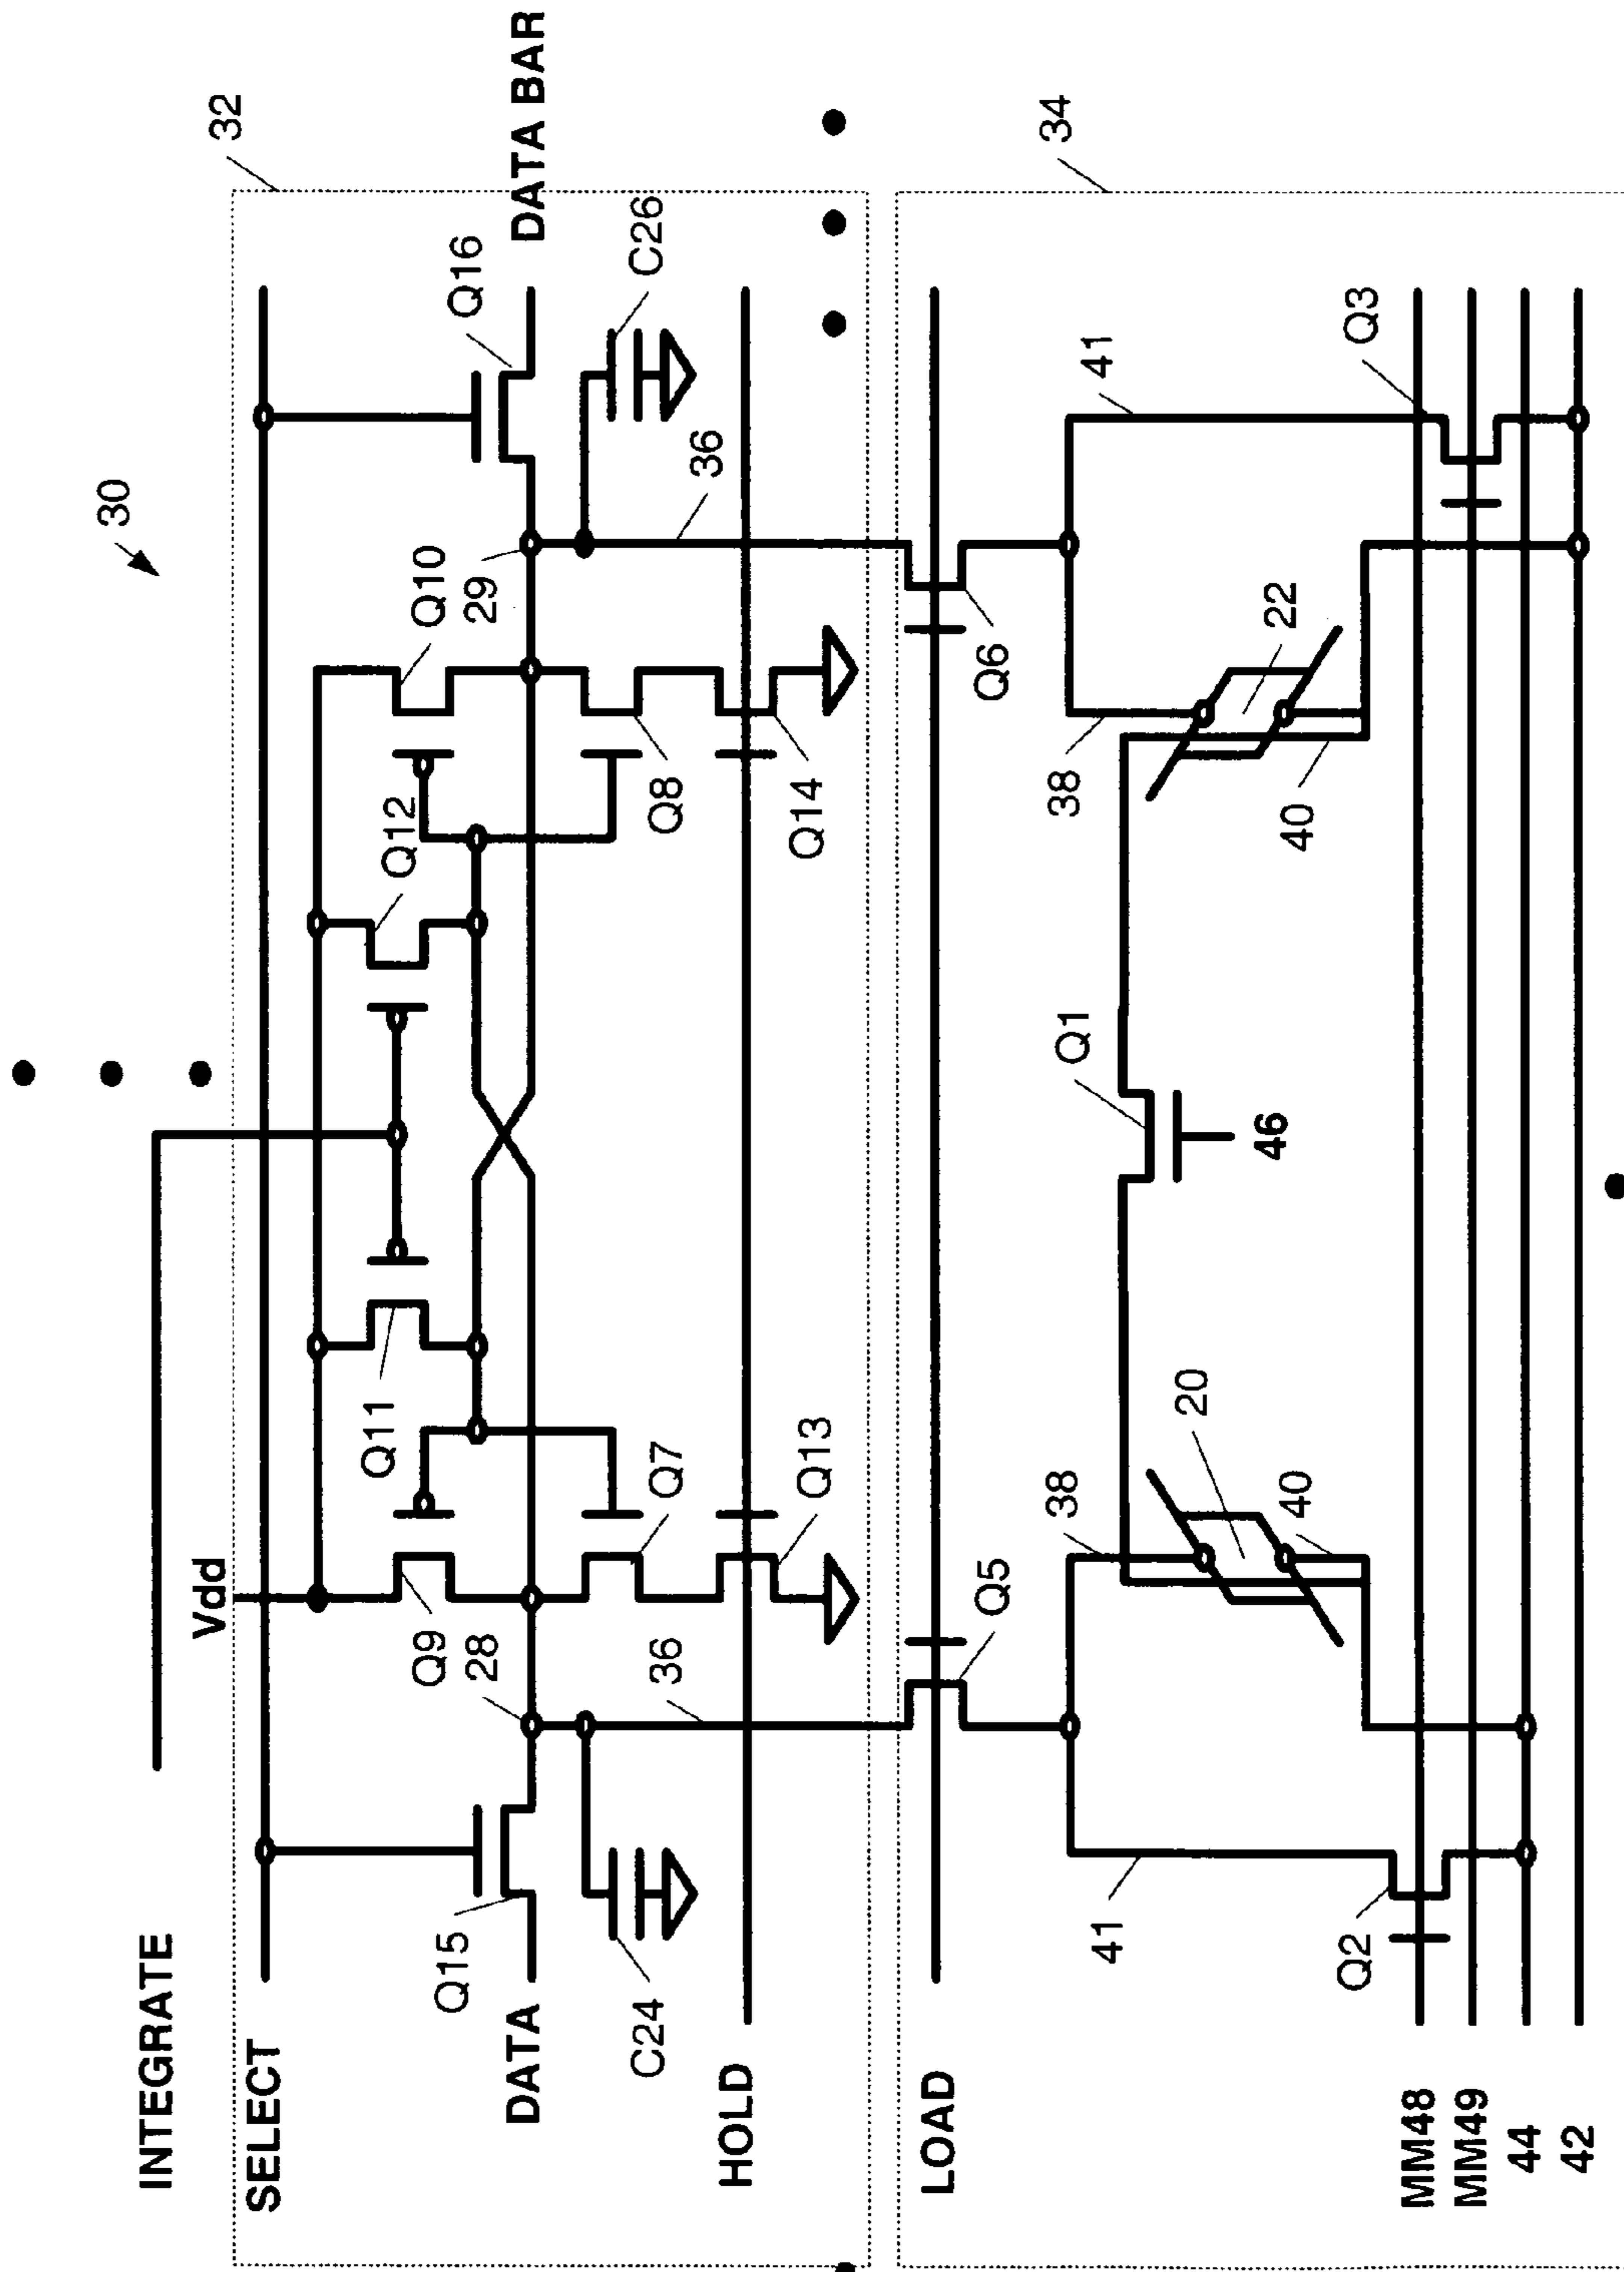 30
INTEGRATE
32
SELECT
Vdd
Q15
Q9
28
Q11
Q12
Q10
29
Q16
DATA
DATA BAR
C24
36
Q7
Q13
Q8
Q14
36
C26
HOLD
34
LOAD
Q5
Q6
41
38
20
40
Q1
46
38
22
40
41
Q2
Q3
MM48
MM49
44
42